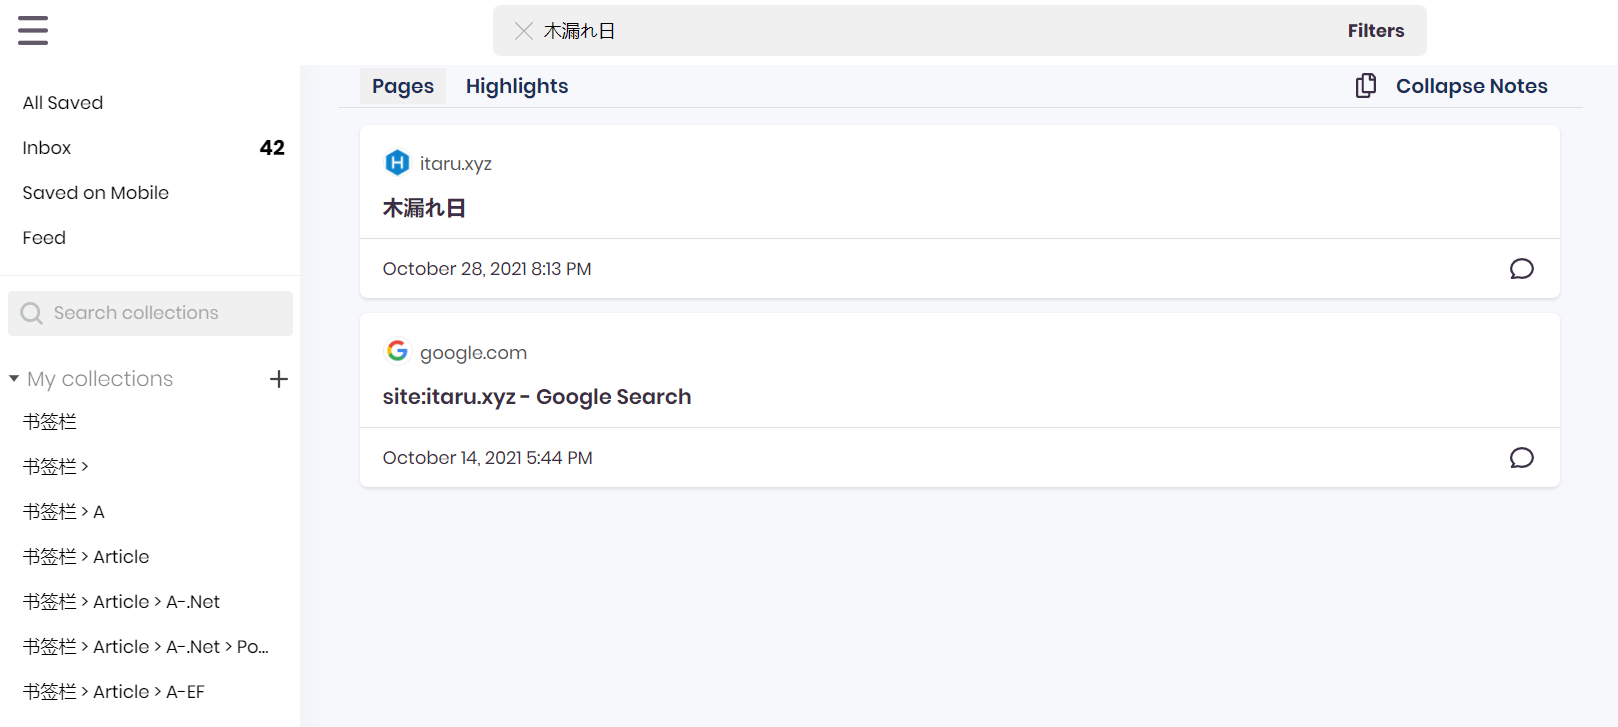 木漏れ日
Filters
All Saved
Inbox 42
Saved on Mobile
Feed
Search collections
My collections
书签栏
书签栏 >
书签栏 > A
书签栏 > Article
书签栏 > Article > A-.Net
书签栏 > Article > A-.Net > Po...
书签栏 > Article > A-EF
Pages Highlights Collapse Notes
itaru.xyz
木漏れ日
October 28, 2021 8:13 PM
google.com
site:itaru.xyz - Google Search
October 14, 2021 5:44 PM